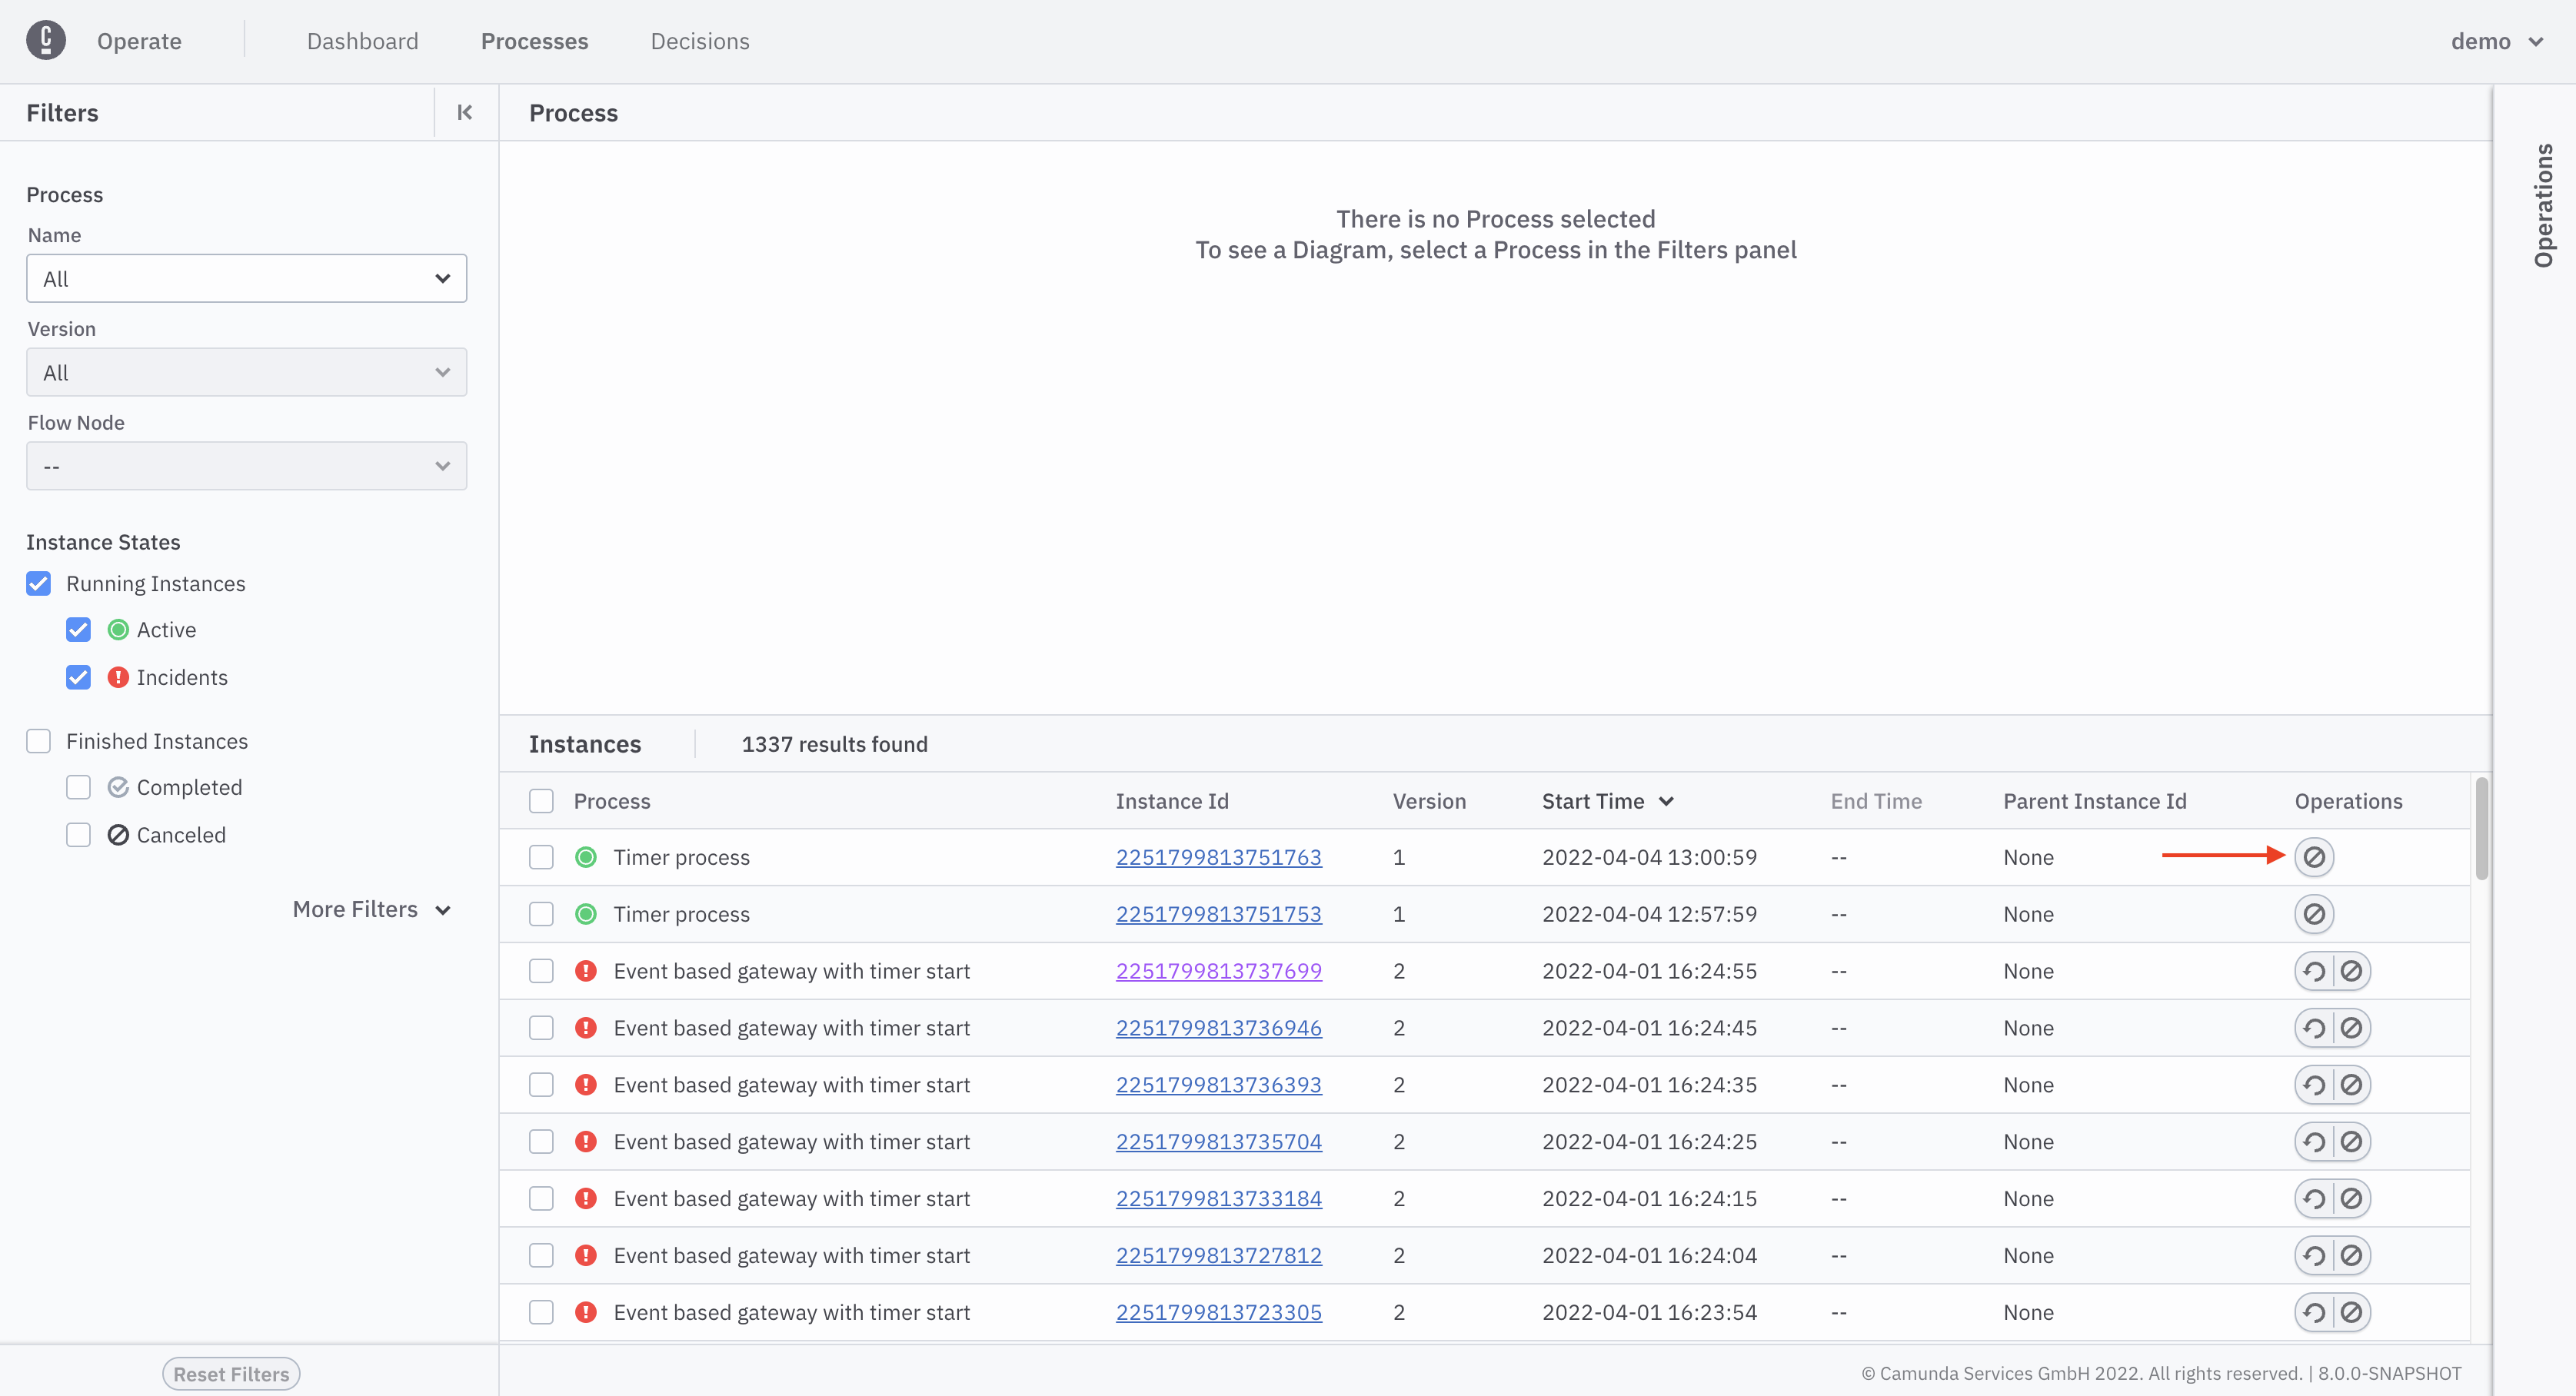 Operate Dashboard Processes Decisions demo
Filters
Process
Name
All
Version
All
Flow Node
--
Instance States
Running Instances
Active
Incidents
Finished Instances
Completed
Canceled
More Filters
Reset Filters
Process
There is no Process selected
To see a Diagram, select a Process in the Filters panel
Instances 1337 results found
Process Instance Id Version Start Time End Time Parent Instance Id Operations
Timer process 2251799813751763 1 2022-04-04 13:00:59 -- None
Timer process 2251799813751753 1 2022-04-04 12:57:59 -- None
Event based gateway with timer start 2251799813737699 2 2022-04-01 16:24:55 -- None
Event based gateway with timer start 2251799813736946 2 2022-04-01 16:24:45 -- None
Event based gateway with timer start 2251799813736393 2 2022-04-01 16:24:35 -- None
Event based gateway with timer start 2251799813735704 2 2022-04-01 16:24:25 -- None
Event based gateway with timer start 2251799813733184 2 2022-04-01 16:24:15 -- None
Event based gateway with timer start 2251799813727812 2 2022-04-01 16:24:04 -- None
Event based gateway with timer start 2251799813723305 2 2022-04-01 16:23:54 -- None
© Camunda Services GmbH 2022. All rights reserved. | 8.0.0-SNAPSHOT
Operations